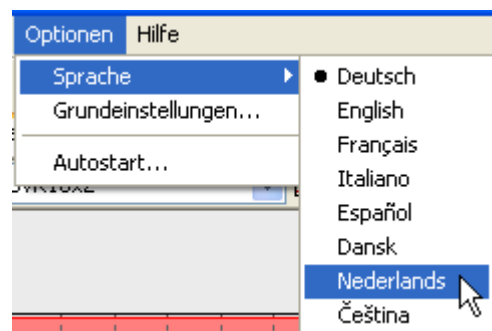 Optionen Hilfe
Sprache
Grundeinstellungen...
Autostart...
Deutsch
English
Français
Italiano
Español
Dansk
Nederlands
Čeština